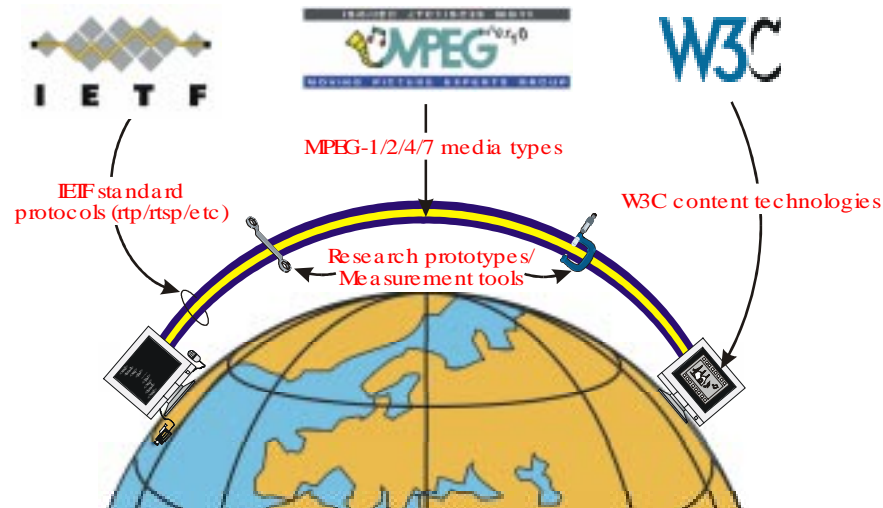 IETF
MPEG
MOVING PICTURE EXPERTS GROUP
W3C
MPEG-1/2/4/7 media types
IETF standard
protocols (rtp/rtsp/etc)
W3C content technologies
Research prototypes/
Measurement tools